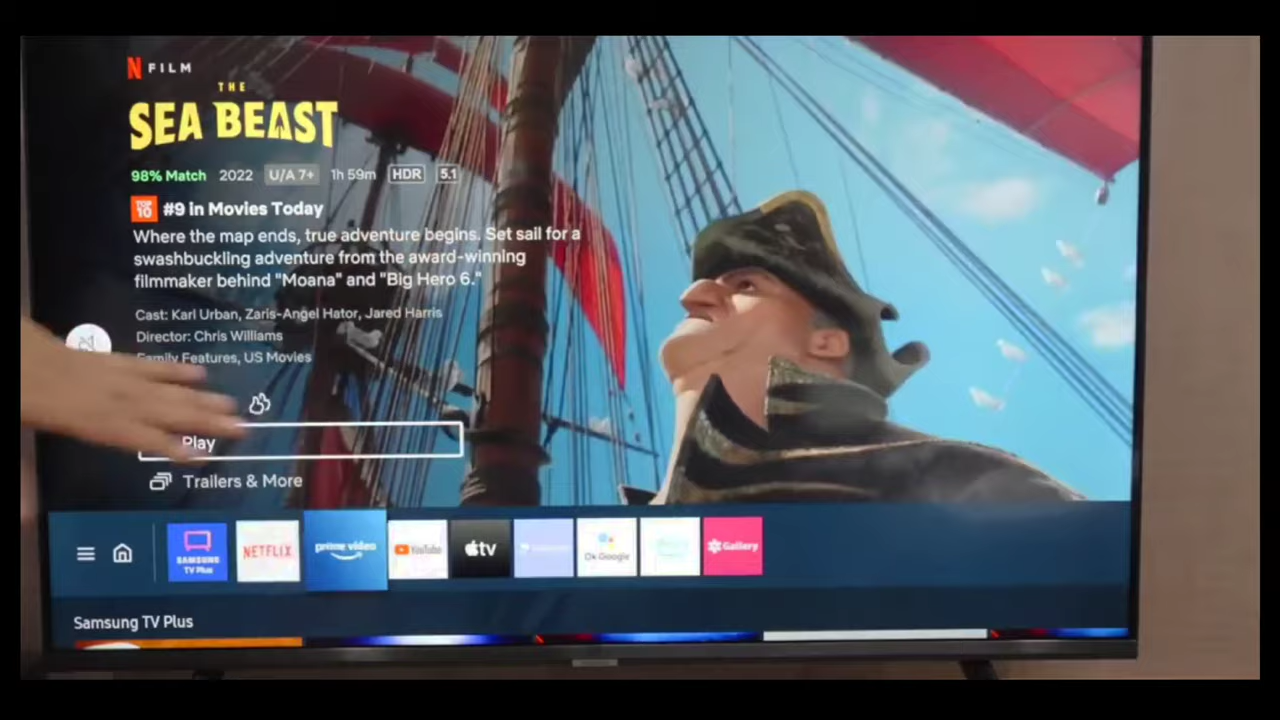 N FILM
THE
SEA BEAST
98% Match 2022 U/A 7+ 1h 59m HDR 5.1
TOP 10 #9 in Movies Today
Where the map ends, true adventure begins. Set sail for a
swashbuckling adventure from the award-winning
filmmaker behind "Moana" and "Big Hero 6."
Cast: Karl Urban, Zaris-Angel Hator, Jared Harris
Director: Chris Williams
Family Features, US Movies
Play
Trailers & More
SAMSUNG TV Plus NETFLIX prime video YouTube tv Ok Google Gallery
Samsung TV Plus